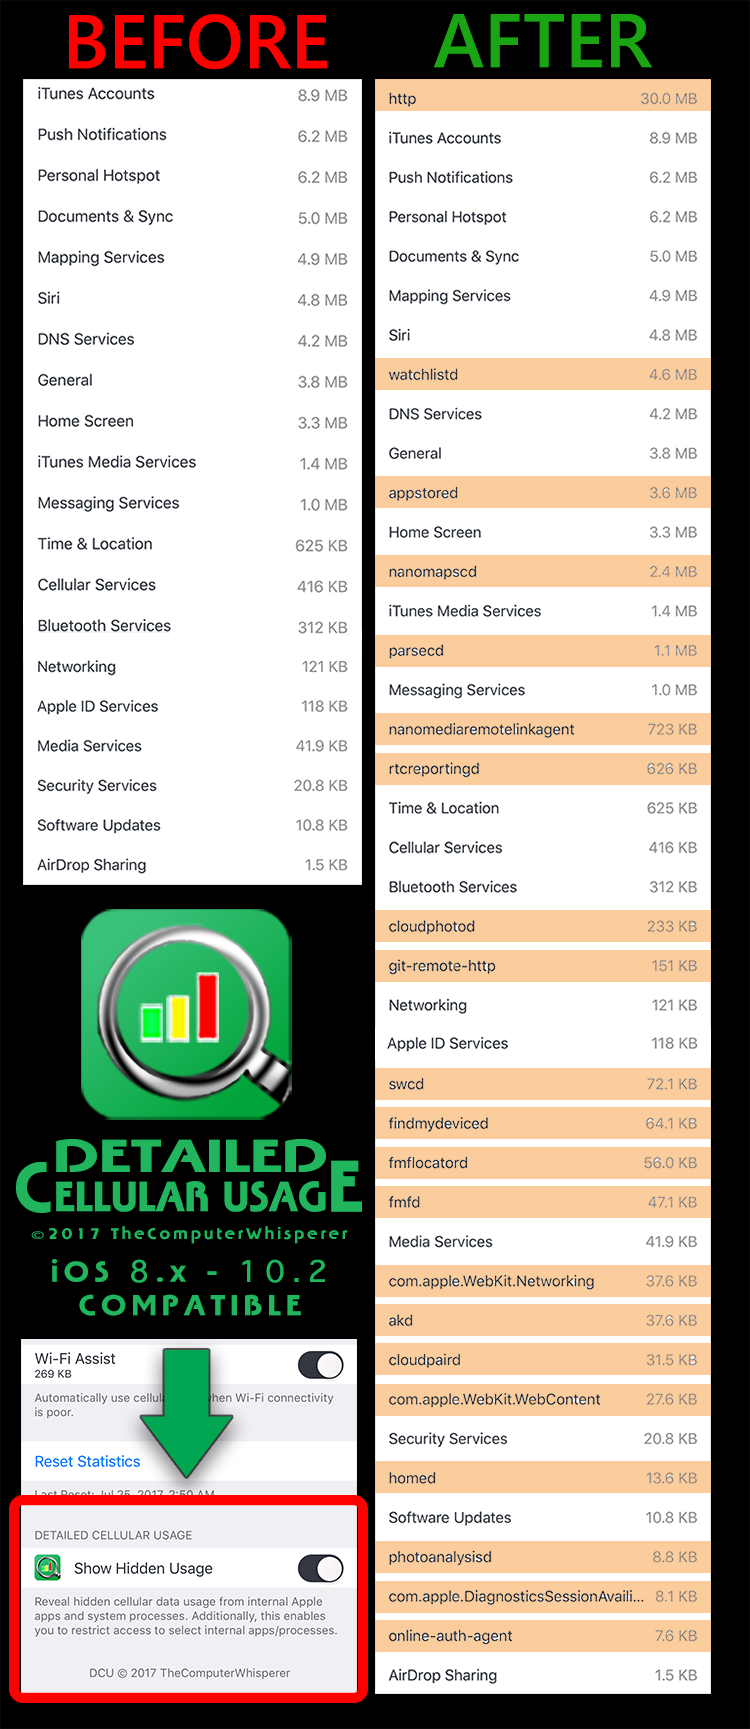 BEFORE
iTunes Accounts 8.9 MB
Push Notifications 6.2 MB
Personal Hotspot 6.2 MB
Documents & Sync 5.0 MB
Mapping Services 4.9 MB
Siri 4.8 MB
DNS Services 4.2 MB
General 3.8 MB
Home Screen 3.3 MB
iTunes Media Services 1.4 MB
Messaging Services 1.0 MB
Time & Location 625 KB
Cellular Services 416 KB
Bluetooth Services 312 KB
Networking 121 KB
Apple ID Services 118 KB
Media Services 41.9 KB
Security Services 20.8 KB
Software Updates 10.8 KB
AirDrop Sharing 1.5 KB
DETAILED
CELLULAR USAGE
©2017 TheComputerWhisperer
iOS 8.x - 10.2
COMPATIBLE
Wi-Fi Assist
269 KB
Automatically use cellul when Wi-Fi connectivity
is poor.
Reset Statistics
Last Reset: Jul 25, 2017, 2:50 AM
DETAILED CELLULAR USAGE
Show Hidden Usage
Reveal hidden cellular data usage from internal Apple
apps and system processes. Additionally, this enables
you to restrict access to select internal apps/processes.
DCU © 2017 TheComputerWhisperer
AFTER
http 30.0 MB
iTunes Accounts 8.9 MB
Push Notifications 6.2 MB
Personal Hotspot 6.2 MB
Documents & Sync 5.0 MB
Mapping Services 4.9 MB
Siri 4.8 MB
watchlistd 4.6 MB
DNS Services 4.2 MB
General 3.8 MB
appstored 3.6 MB
Home Screen 3.3 MB
nanomapscd 2.4 MB
iTunes Media Services 1.4 MB
parsecd 1.1 MB
Messaging Services 1.0 MB
nanomediaremotelinkagent 723 KB
rtcreportingd 626 KB
Time & Location 625 KB
Cellular Services 416 KB
Bluetooth Services 312 KB
cloudphotod 233 KB
git-remote-http 151 KB
Networking 121 KB
Apple ID Services 118 KB
swcd 72.1 KB
findmydeviced 64.1 KB
fmflocatord 56.0 KB
fmfd 47.1 KB
Media Services 41.9 KB
com.apple.WebKit.Networking 37.6 KB
akd 37.6 KB
cloudpaird 31.5 KB
com.apple.WebKit.WebContent 27.6 KB
Security Services 20.8 KB
homed 13.6 KB
Software Updates 10.8 KB
photoanalysisd 8.8 KB
com.apple.DiagnosticsSessionAvaili... 8.1 KB
online-auth-agent 7.6 KB
AirDrop Sharing 1.5 KB